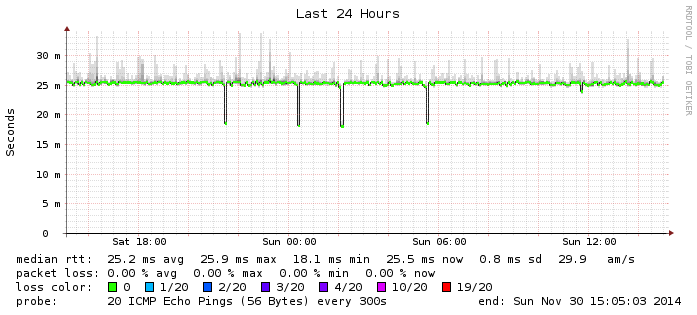 Last 24 Hours
RRDTOOL / TOBI OETIKER
Seconds
30 m
25 m
20 m
15 m
10 m
5 m
0
Sat 18:00 Sun 00:00 Sun 06:00 Sun 12:00
median rtt: 25.2 ms avg 25.9 ms max 18.1 ms min 25.5 ms now 0.8 ms sd 29.9 am/s
packet loss: 0.00 % avg 0.00 % max 0.00 % min 0.00 % now
loss color: 0 1/20 2/20 3/20 4/20 10/20 19/20
probe: 20 ICMP Echo Pings (56 Bytes) every 300s end: Sun Nov 30 15:05:03 2014